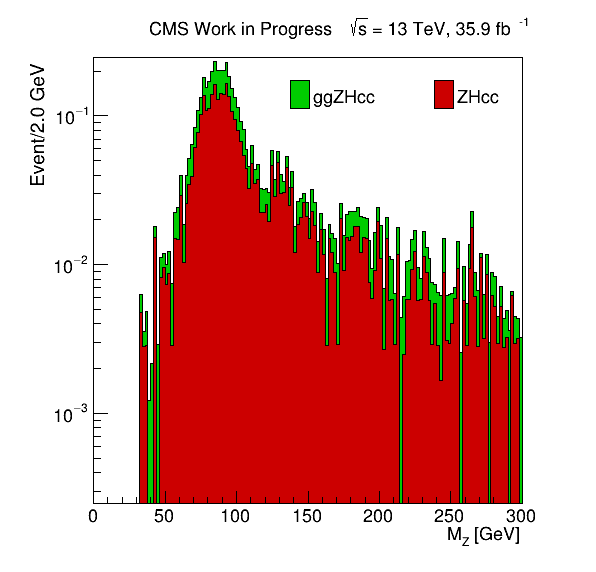 CMS Work in Progress √s = 13 TeV, 35.9 fb ⁻¹
Event/2.0 GeV
ggZHcc ZHcc
10⁻¹
10⁻²
10⁻³
0 50 100 150 200 250 300
M_Z [GeV]